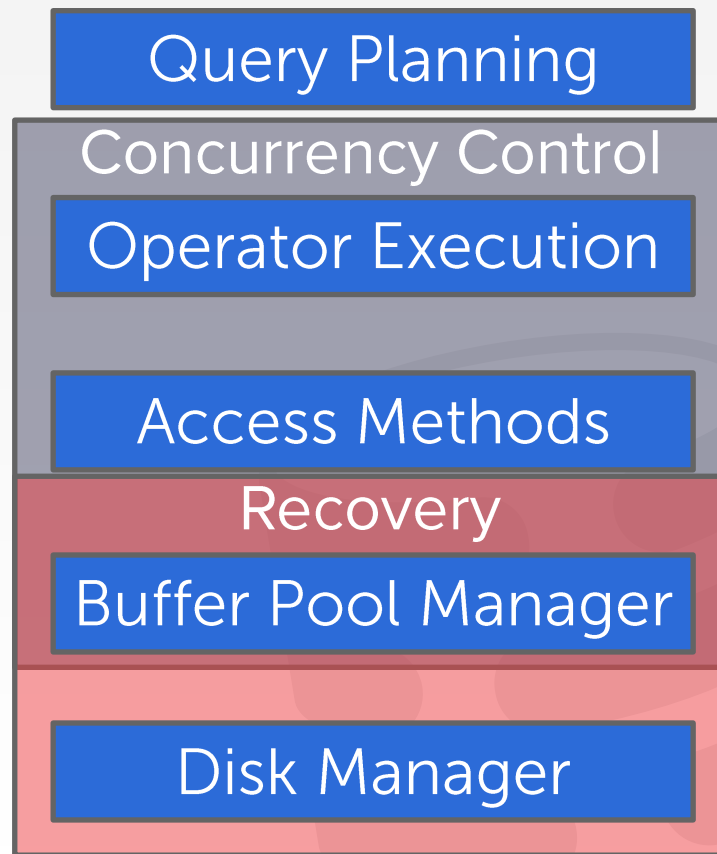 Query Planning
Concurrency Control
Operator Execution
Access Methods
Recovery
Buffer Pool Manager
Disk Manager